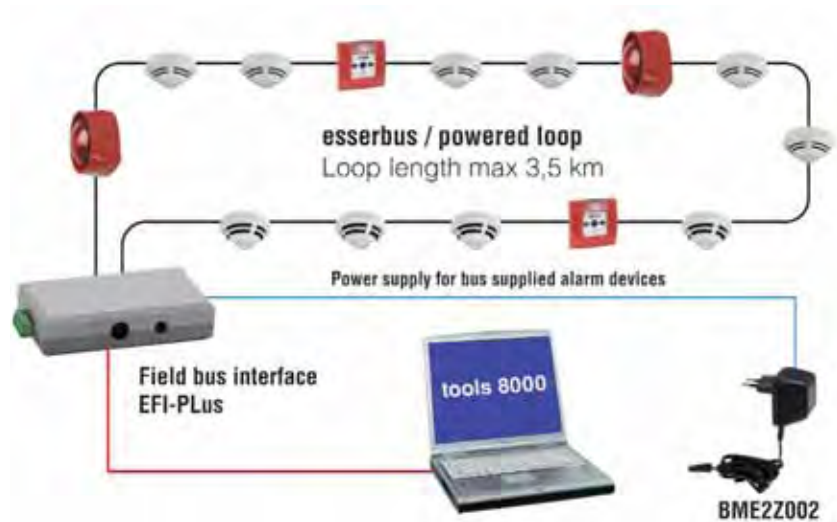 esserbus / powered loop
Loop length max 3,5 km
Power supply for bus supplied alarm devices
Field bus interface
EFI-PLus
tools 8000
BME2Z002